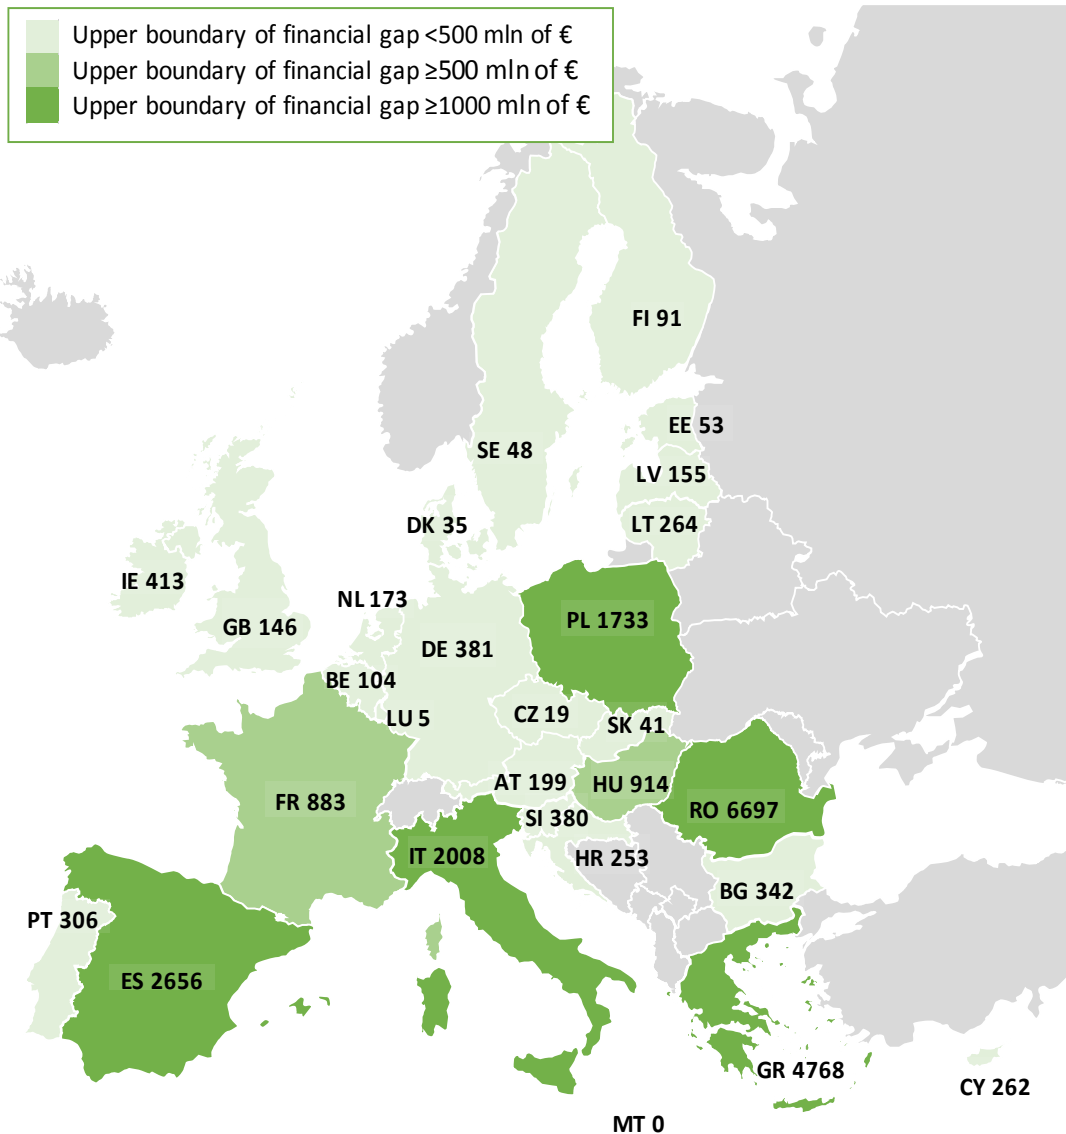 Upper boundary of financial gap <500 mln of €
Upper boundary of financial gap ≥500 mln of €
Upper boundary of financial gap ≥1000 mln of €
FI 91
EE 53
SE 48
LV 155
DK 35
LT 264
IE 413
NL 173
PL 1733
GB 146
DE 381
BE 104
CZ 19
LU 5
SK 41
AT 199
HU 914
FR 883
RO 6697
SI 380
IT 2008
HR 253
BG 342
PT 306
ES 2656
GR 4768
CY 262
MT 0